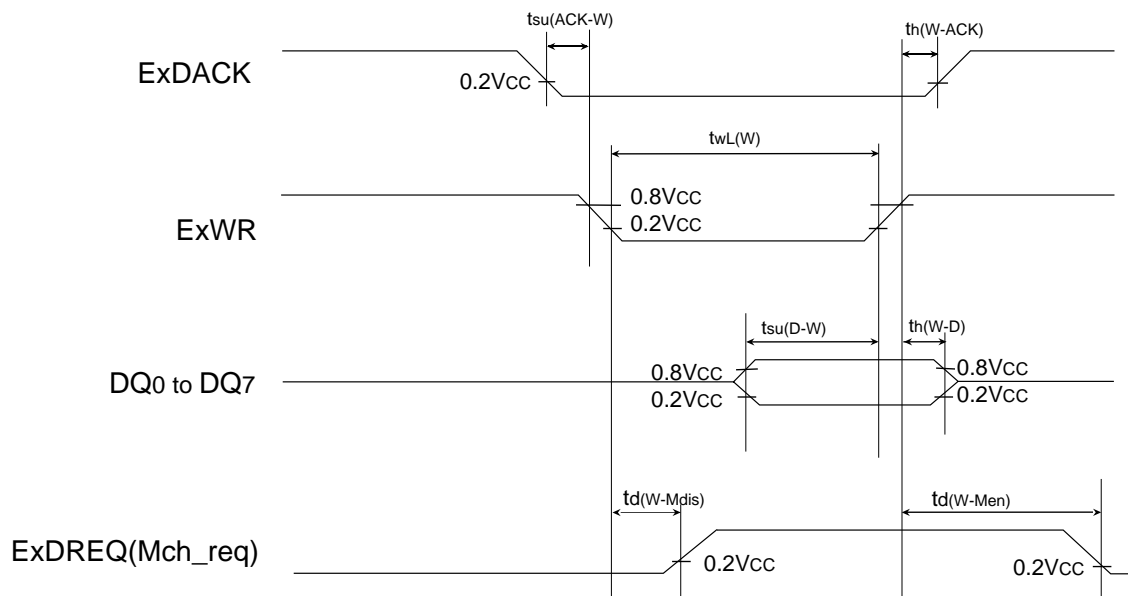 tsu(ACK-W)
th(W-ACK)
ExDACK
0.2VCC
twL(W)
0.8VCC
ExWR
0.2VCC
tsu(D-W)
th(W-D)
DQ0 to DQ7
0.8VCC
0.8VCC
0.2VCC
0.2VCC
td(W-Mdis)
td(W-Men)
ExDREQ(Mch_req)
0.2VCC
0.2VCC